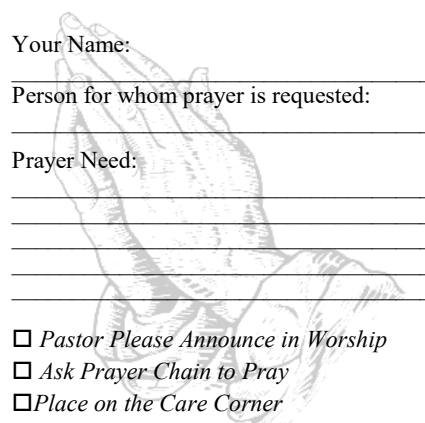 Your Name:
Person for whom prayer is requested:
Prayer Need:
☐ Pastor Please Announce in Worship
☐ Ask Prayer Chain to Pray
☐Place on the Care Corner